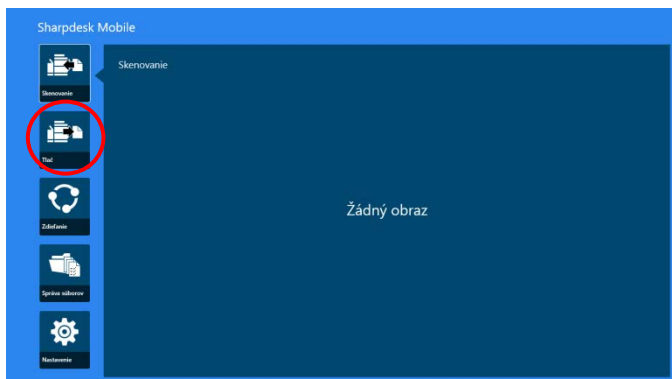 Sharpdesk Mobile
Skenovanie
Skenovanie
Tlač
Zdieľanie
Žádný obraz
Správa súborov
Nastavenie